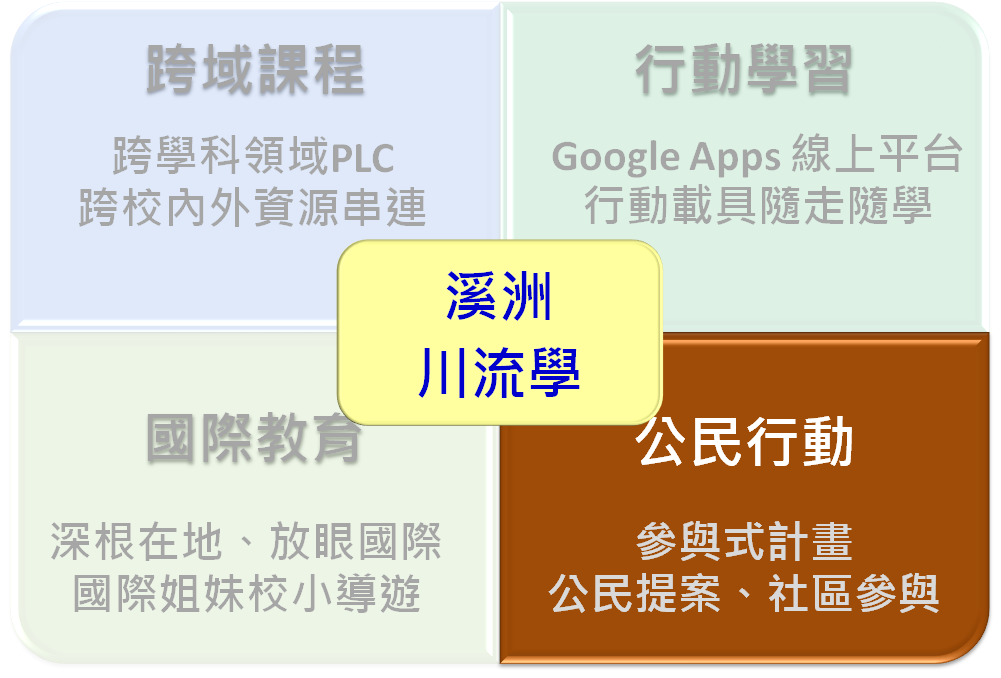 跨域課程
跨學科領域PLC
跨校內外資源串連
行動學習
Google Apps 線上平台
行動載具隨走隨學
溪洲
川流學
國際教育
深根在地、放眼國際
國際姐妹校小導遊
公民行動
參與式計畫
公民提案、社區參與